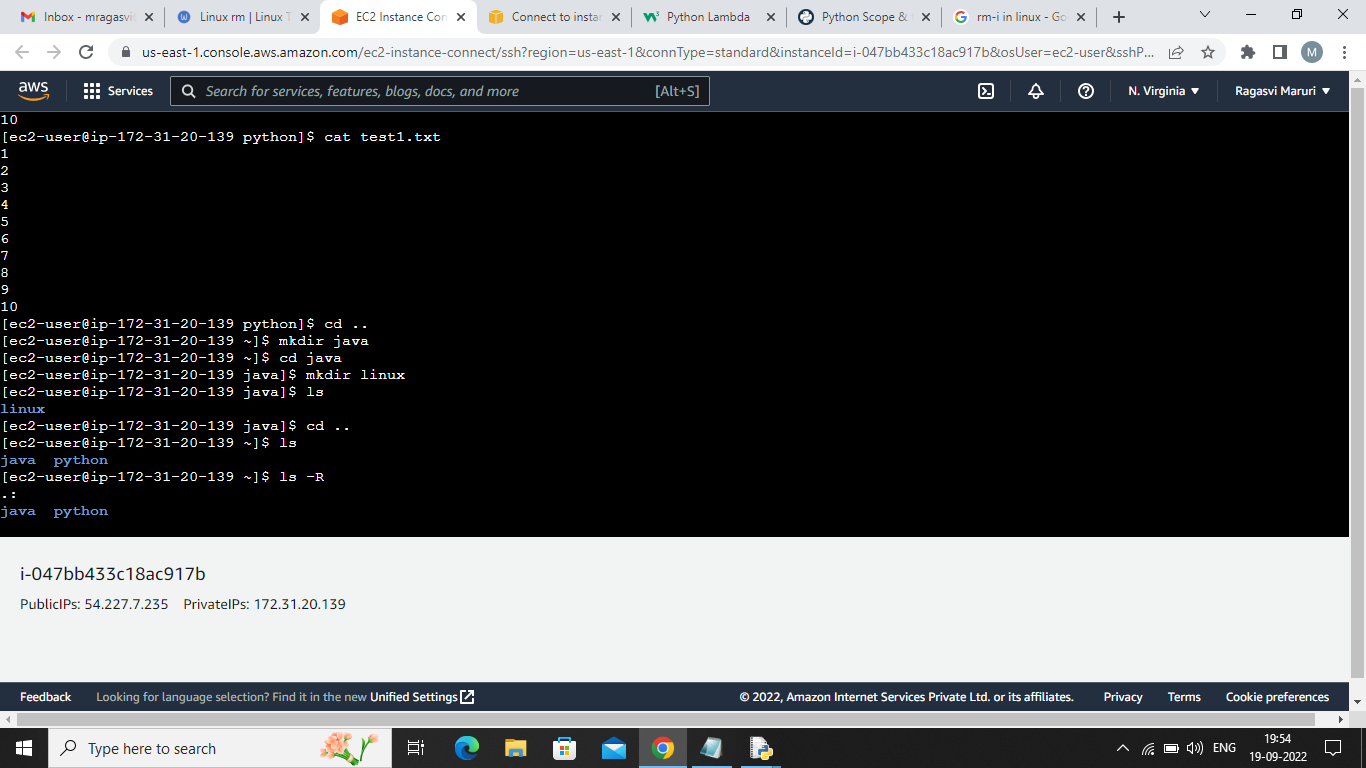 Inbox - mragasvi
Linux rm | Linux T
EC2 Instance Con
Connect to instan
Python Lambda
Python Scope &
rm-i in linux - Go
us-east-1.console.aws.amazon.com/ec2-instance-connect/ssh?region=us-east-1&connType=standard&instanceId=i-047bb433c18ac917b&osUser=ec2-user&sshP...
M
aws
Services
Search for services, features, blogs, docs, and more
[Alt+S]
N. Virginia
Ragasvi Maruri
10
[ec2-user@ip-172-31-20-139 python]$ cat test1.txt
1
2
3
4
5
6
7
8
9
10
[ec2-user@ip-172-31-20-139 python]$ cd ..
[ec2-user@ip-172-31-20-139 ~]$ mkdir java
[ec2-user@ip-172-31-20-139 ~]$ cd java
[ec2-user@ip-172-31-20-139 java]$ mkdir linux
[ec2-user@ip-172-31-20-139 java]$ ls
linux
[ec2-user@ip-172-31-20-139 java]$ cd ..
[ec2-user@ip-172-31-20-139 ~]$ ls
java python
[ec2-user@ip-172-31-20-139 ~]$ ls -R
.:
java python
i-047bb433c18ac917b
PublicIPs: 54.227.7.235 PrivateIPs: 172.31.20.139
Feedback
Looking for language selection? Find it in the new Unified Settings
© 2022, Amazon Internet Services Private Ltd. or its affiliates.
Privacy
Terms
Cookie preferences
Type here to search
ENG
19:54
19-09-2022